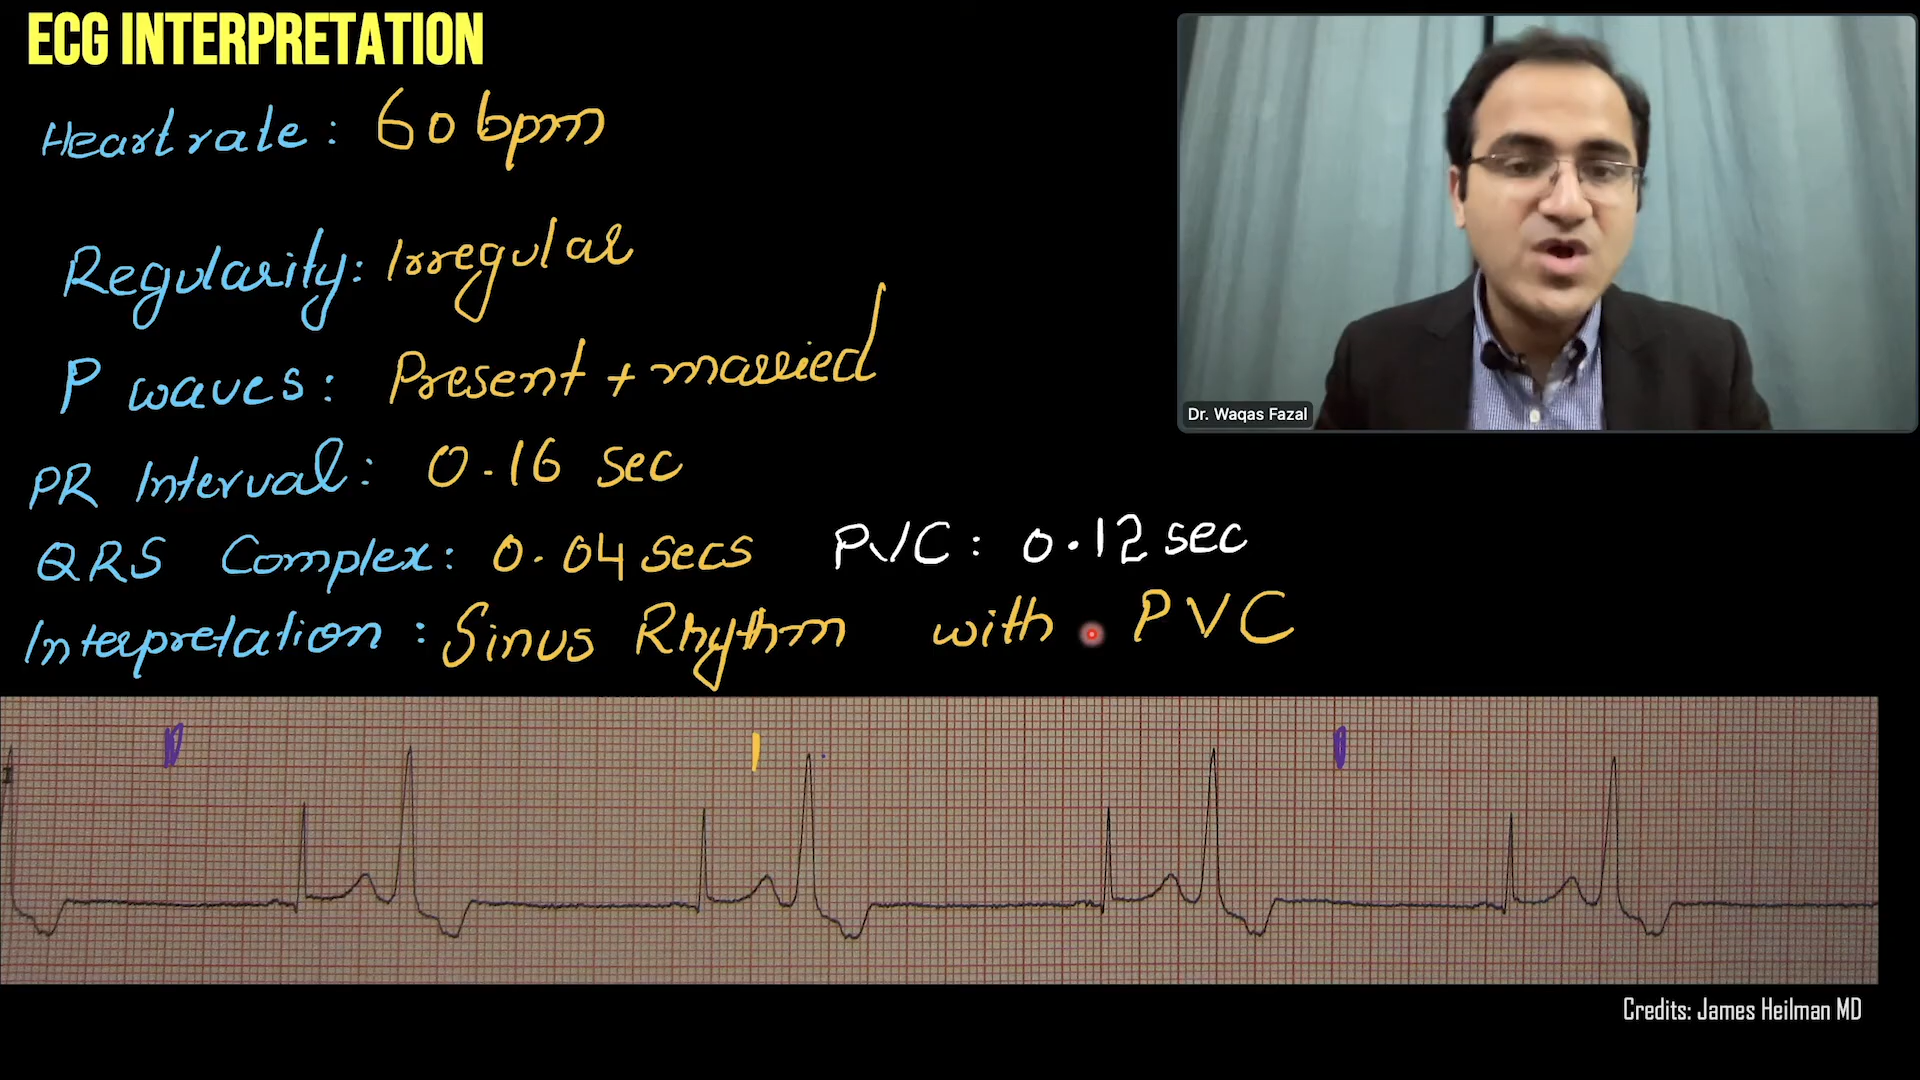 ECG INTERPRETATION
Heart rate: 60 bpm
Regularity: Irregular
P waves: Present + married
Dr. Waqas Fazal
PR Interval: 0.16 sec
QRS Complex: 0.04 secs PVC: 0.12 sec
Interpretation: Sinus Rhythm with PVC
Credits: James Heilman MD